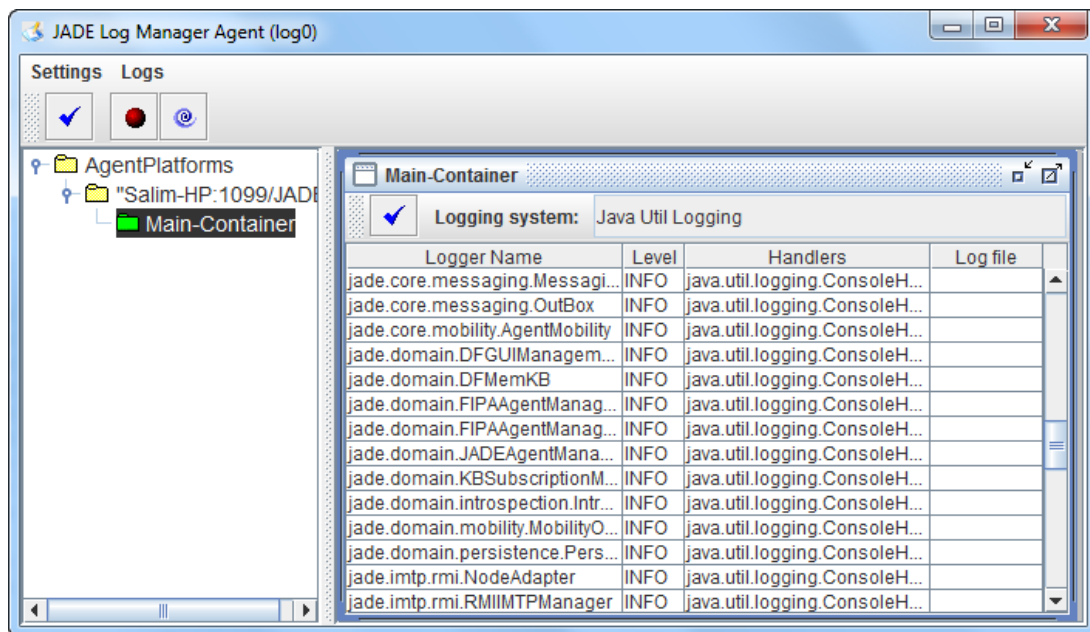 JADE Log Manager Agent (log0)
Settings Logs
AgentPlatforms
"Salim-HP:1099/JADE
Main-Container
Main-Container
Logging system: Java Util Logging
Logger Name Level Handlers Log file
jade.core.messaging.Messagi... INFO java.util.logging.ConsoleH...
jade.core.messaging.OutBox INFO java.util.logging.ConsoleH...
jade.core.mobility.AgentMobility INFO java.util.logging.ConsoleH...
jade.domain.DFGUIManagem... INFO java.util.logging.ConsoleH...
jade.domain.DFMemKB INFO java.util.logging.ConsoleH...
jade.domain.FIPAAgentManag... INFO java.util.logging.ConsoleH...
jade.domain.FIPAAgentManag... INFO java.util.logging.ConsoleH...
jade.domain.JADEAgentMana... INFO java.util.logging.ConsoleH...
jade.domain.KBSubscriptionM... INFO java.util.logging.ConsoleH...
jade.domain.introspection.Intr... INFO java.util.logging.ConsoleH...
jade.domain.mobility.MobilityO... INFO java.util.logging.ConsoleH...
jade.domain.persistence.Pers... INFO java.util.logging.ConsoleH...
jade.imtp.rmi.NodeAdapter INFO java.util.logging.ConsoleH...
jade.imtp.rmi.RMIIMTPManager INFO java.util.logging.ConsoleH...